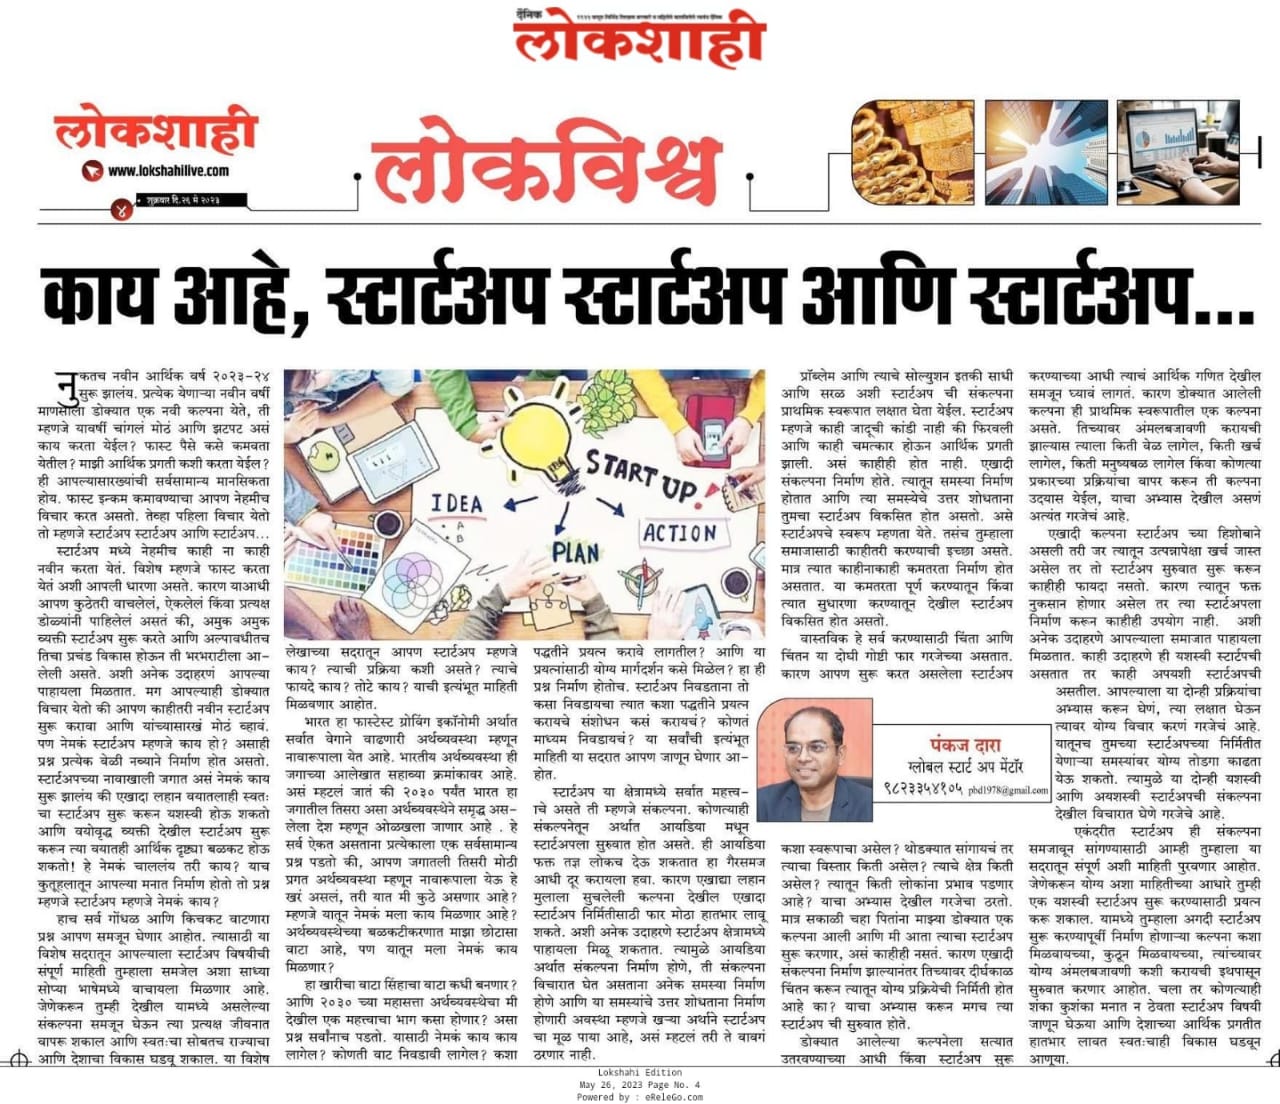 दैनिक
लोकशाही
लोकशाही
www.lokshahilive.com
४
शुक्रवार दि.२६ मे २०२३
लोकविश्व
काय आहे, स्टार्टअप स्टार्टअप आणि स्टार्टअप...
नुकतच नवीन आर्थिक वर्ष २०२३-२४
सुरू झालंय. प्रत्येक येणाऱ्या नवीन वर्षी
माणसाला डोक्यात एक नवी कल्पना येते, ती
म्हणजे यावर्षी चांगलं मोठं आणि झटपट असं
काय करता येईल? फास्ट पैसे कसे कमवता
येतील? माझी आर्थिक प्रगती कशी करता येईल?
ही आपल्यासारख्यांची सर्वसामान्य मानसिकता
होय. फास्ट इन्कम कमावण्याचा आपण नेहमीच
विचार करत असतो. तेव्हा पहिला विचार येतो
तो म्हणजे स्टार्टअप स्टार्टअप आणि स्टार्टअप...
स्टार्टअप मध्ये नेहमीच काही ना काही
नवीन करता येतं. विशेष म्हणजे फास्ट करता
येतं अशी आपली धारणा असते. कारण याआधी
आपण कुठेतरी वाचलेलं, ऐकलेलं किंवा प्रत्यक्ष
डोळ्यांनी पाहिलेलं असतं की, अमुक अमुक
व्यक्ती स्टार्टअप सुरू करते आणि अल्पावधीतच
तिचा प्रचंड विकास होऊन ती भरभराटीला आ-
लेली असते. अशी अनेक उदाहरणं आपल्या
पाहायला मिळतात. मग आपल्याही डोक्यात
विचार येतो की आपण काहीतरी नवीन स्टार्टअप
सुरू करावा आणि यांच्यासारखं मोठं व्हावं.
पण नेमकं स्टार्टअप म्हणजे काय हो? असाही
प्रश्न प्रत्येक वेळी नव्याने निर्माण होत असतो.
स्टार्टअपच्या नावाखाली जगात असं नेमकं काय
सुरू झालंय की एखादा लहान वयातलाही स्वतः
चा स्टार्टअप सुरू करून यशस्वी होऊ शकतो
आणि वयोवृद्ध व्यक्ती देखील स्टार्टअप सुरू
करून त्या वयातही आर्थिक दृष्ट्या बळकट होऊ
शकतो! हे नेमकं चाललंय तरी काय? याच
कुतूहलातून आपल्या मनात निर्माण होतो तो प्रश्न
म्हणजे स्टार्टअप म्हणजे नेमकं काय?
हाच सर्व गोंधळ आणि किचकट वाटणारा
प्रश्न आपण समजून घेणार आहोत. त्यासाठी या
विशेष सदरातून आपल्याला स्टार्टअप विषयीची
संपूर्ण माहिती तुम्हाला समजेल अशा साध्या
सोप्या भाषेमध्ये वाचायला मिळणार आहे.
जेणेकरून तुम्ही देखील यामध्ये असलेल्या
संकल्पना समजून घेऊन त्या प्रत्यक्ष जीवनात
वापरू शकाल आणि स्वतःचा सोबतच राज्याचा
आणि देशाचा विकास घडवू शकाल. या विशेष
START UP!
IDEA
A
B
PLAN
ACTION
लेखाच्या सदरातून आपण स्टार्टअप म्हणजे
काय? त्याची प्रक्रिया कशी असते? त्याचे
फायदे काय? तोटे काय? याची इत्यंभूत माहिती
मिळवणार आहोत.
भारत हा फास्टेस्ट ग्रोविंग इकॉनोमी अर्थात
सर्वात वेगाने वाढणारी अर्थव्यवस्था म्हणून
नावारूपाला येत आहे. भारतीय अर्थव्यवस्था ही
जगाच्या आलेखात सहाव्या क्रमांकावर आहे.
असं म्हटलं जातं की २०३० पर्यंत भारत हा
जगातील तिसरा असा अर्थव्यवस्थेने समृद्ध अस-
लेला देश म्हणून ओळखला जाणार आहे . हे
सर्व ऐकत असताना प्रत्येकाला एक सर्वसामान्य
प्रश्न पडतो की, आपण जगातली तिसरी मोठी
प्रगत अर्थव्यवस्था म्हणून नावारूपाला येऊ हे
खरं असलं, तरी यात मी कुठे असणार आहे?
म्हणजे यातून नेमकं मला काय मिळणार आहे?
अर्थव्यवस्थेच्या बळकटीकरणात माझा छोटासा
वाटा आहे, पण यातून मला नेमकं काय
मिळणार?
हा खारीचा वाटा सिंहाचा वाटा कधी बनणार?
आणि २०३० च्या महासत्ता अर्थव्यवस्थेचा मी
देखील एक महत्त्वाचा भाग कसा होणार? असा
प्रश्न सर्वांनाच पडतो. यासाठी नेमकं काय काय
लागेल? कोणती वाट निवडावी लागेल? कशा
पद्धतीने प्रयत्न करावे लागतील? आणि या
प्रयत्नांसाठी योग्य मार्गदर्शन कसे मिळेल? हा ही
प्रश्न निर्माण होतोच. स्टार्टअप निवडताना तो
कसा निवडायचा त्यात कशा पद्धतीने प्रयत्न
करायचे संशोधन कसं करायचं? कोणतं
माध्यम निवडायचं? या सर्वांची इत्यंभूत
माहिती या सदरात आपण जाणून घेणार आ-
होत.
स्टार्टअप या क्षेत्रामध्ये सर्वात महत्त्व-
ाचे असते ती म्हणजे संकल्पना. कोणत्याही
संकल्पनेतून अर्थात आयडिया मधून
स्टार्टअपला सुरुवात होत असते. ही आयडिया
फक्त तज्ञ लोकच देऊ शकतात हा गैरसमज
आधी दूर करायला हवा. कारण एखाद्या लहान
मुलाला सुचलेली कल्पना देखील एखादा
स्टार्टअप निर्मितीसाठी फार मोठा हातभार लावू
शकते. अशी अनेक उदाहरणे स्टार्टअप क्षेत्रामध्ये
पाहायला मिळू शकतात. त्यामुळे आयडिया
अर्थात संकल्पना निर्माण होणे, ती संकल्पना
विचारात घेत असताना अनेक समस्या निर्माण
होणे आणि या समस्यांचे उत्तर शोधताना निर्माण
होणारी अवस्था म्हणजे खऱ्या अर्थाने स्टार्टअप
चा मूळ पाया आहे, असं म्हटलं तरी ते वावगं
ठरणार नाही.
प्रॉब्लेम आणि त्याचे सोल्युशन इतकी साधी
आणि सरळ अशी स्टार्टअप ची संकल्पना
प्राथमिक स्वरूपात लक्षात घेता येईल. स्टार्टअप
म्हणजे काही जादूची कांडी नाही की फिरवली
आणि काही चमत्कार होऊन आर्थिक प्रगती
झाली. असं काहीही होत नाही. एखादी
संकल्पना निर्माण होते. त्यातून समस्या निर्माण
होतात आणि त्या समस्येचे उत्तर शोधताना
तुमचा स्टार्टअप विकसित होत असतो. असे
स्टार्टअपचे स्वरूप म्हणता येते. तसंच तुम्हाला
समाजासाठी काहीतरी करण्याची इच्छा असते.
मात्र त्यात काहीनाकाही कमतरता निर्माण होत
असतात. या कमतरता पूर्ण करण्यातून किंवा
त्यात सुधारणा करण्यातून देखील स्टार्टअप
विकसित होत असतो.
वास्तविक हे सर्व करण्यासाठी चिंता आणि
चिंतन या दोघी गोष्टी फार गरजेच्या असतात.
कारण आपण सुरू करत असलेला स्टार्टअप
पंकज दारा
ग्लोबल स्टार्ट अप मेंटॉर
९८२३३५४१०५ pbd1978@gmail.com
कशा स्वरूपाचा असेल? थोडक्यात सांगायचं तर
त्याचा विस्तार किती असेल? त्याचे क्षेत्र किती
असेल? त्यातून किती लोकांना प्रभाव पडणार
आहे? याचा अभ्यास देखील गरजेचा ठरतो.
मात्र सकाळी चहा पितांना माझ्या डोक्यात एक
कल्पना आली आणि मी आता त्याचा स्टार्टअप
सुरू करणार, असं काहीही नसतं. कारण एखादी
संकल्पना निर्माण झाल्यानंतर तिच्यावर दीर्घकाळ
चिंतन करून त्यातून योग्य प्रक्रियेची निर्मिती होत
आहे का? याचा अभ्यास करून मगच त्या
स्टार्टअप ची सुरुवात होते.
डोक्यात आलेल्या कल्पनेला सत्यात
उतरवण्याच्या आधी किंवा स्टार्टअप सुरू
करण्याच्या आधी त्याचं आर्थिक गणित देखील
समजून घ्यावं लागतं. कारण डोक्यात आलेली
कल्पना ही प्राथमिक स्वरूपातील एक कल्पना
असते. तिच्यावर अंमलबजावणी करायची
झाल्यास त्याला किती वेळ लागेल, किती खर्च
लागेल, किती मनुष्यबळ लागेल किंवा कोणत्या
प्रकारच्या प्रक्रियांचा वापर करून ती कल्पना
उदयास येईल, याचा अभ्यास देखील असणं
अत्यंत गरजेचं आहे.
एखादी कल्पना स्टार्टअप च्या हिशोबाने
असली तरी जर त्यातून उत्पन्नापेक्षा खर्च जास्त
असेल तर तो स्टार्टअप सुरुवात सुरू करून
काहीही फायदा नसतो. कारण त्यातून फक्त
नुकसान होणार असेल तर त्या स्टार्टअपला
निर्माण करून काहीही उपयोग नाही. अशी
अनेक उदाहरणे आपल्याला समाजात पाहायला
मिळतात. काही उदाहरणे ही यशस्वी स्टार्टपची
असतात तर काही अपयशी स्टार्टअपची
असतील. आपल्याला या दोन्ही प्रक्रियांचा
अभ्यास करून घेणं, त्या लक्षात घेऊन
त्यावर योग्य विचार करणं गरजेचं आहे.
यातूनच तुमच्या स्टार्टअपच्या निर्मितीत
येणाऱ्या समस्यांवर योग्य तोडगा काढता
येऊ शकतो. त्यामुळे या दोन्ही यशस्वी
आणि अयशस्वी स्टार्टअपची संकल्पना
देखील विचारात घेणे गरजेचे आहे.
एकंदरीत स्टार्टअप ही संकल्पना
समजावून सांगण्यासाठी आम्ही तुम्हाला या
सदरातून संपूर्ण अशी माहिती पुरवणार आहोत.
जेणेकरून योग्य अशा माहितीच्या आधारे तुम्ही
एक यशस्वी स्टार्टअप सुरू करण्यासाठी प्रयत्न
करू शकाल. यामध्ये तुम्हाला अगदी स्टार्टअप
सुरू करण्यापूर्वी निर्माण होणाऱ्या कल्पना कशा
मिळवायच्या, कुठून मिळवायच्या, त्यांच्यावर
योग्य अंमलबजावणी कशी करायची इथपासून
सुरुवात करणार आहोत. चला तर कोणत्याही
शंका कुशंका मनात न ठेवता स्टार्टअप विषयी
जाणून घेऊया आणि देशाच्या आर्थिक प्रगतीत
हातभार लावत स्वतःचाही विकास घडवून
आणूया.
Lokshahi Edition
May 26, 2023 Page No. 4
Powered by : eReleGo.com